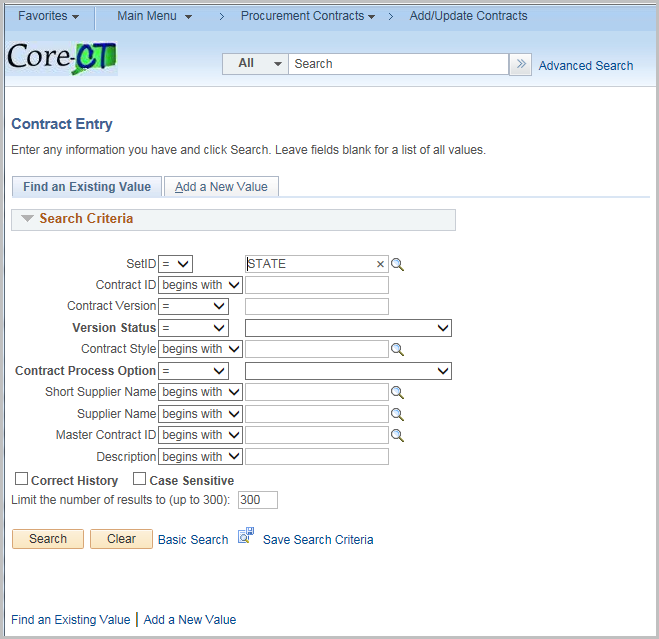 Favorites Main Menu > Procurement Contracts > Add/Update Contracts
Core-CT
All Search » Advanced Search
Contract Entry
Enter any information you have and click Search. Leave fields blank for a list of all values.
Find an Existing Value Add a New Value
Search Criteria
SetID = STATE ×
Contract ID begins with
Contract Version =
Version Status =
Contract Style begins with
Contract Process Option =
Short Supplier Name begins with
Supplier Name begins with
Master Contract ID begins with
Description begins with
Correct History Case Sensitive
Limit the number of results to (up to 300): 300
Search Clear Basic Search Save Search Criteria
Find an Existing Value | Add a New Value